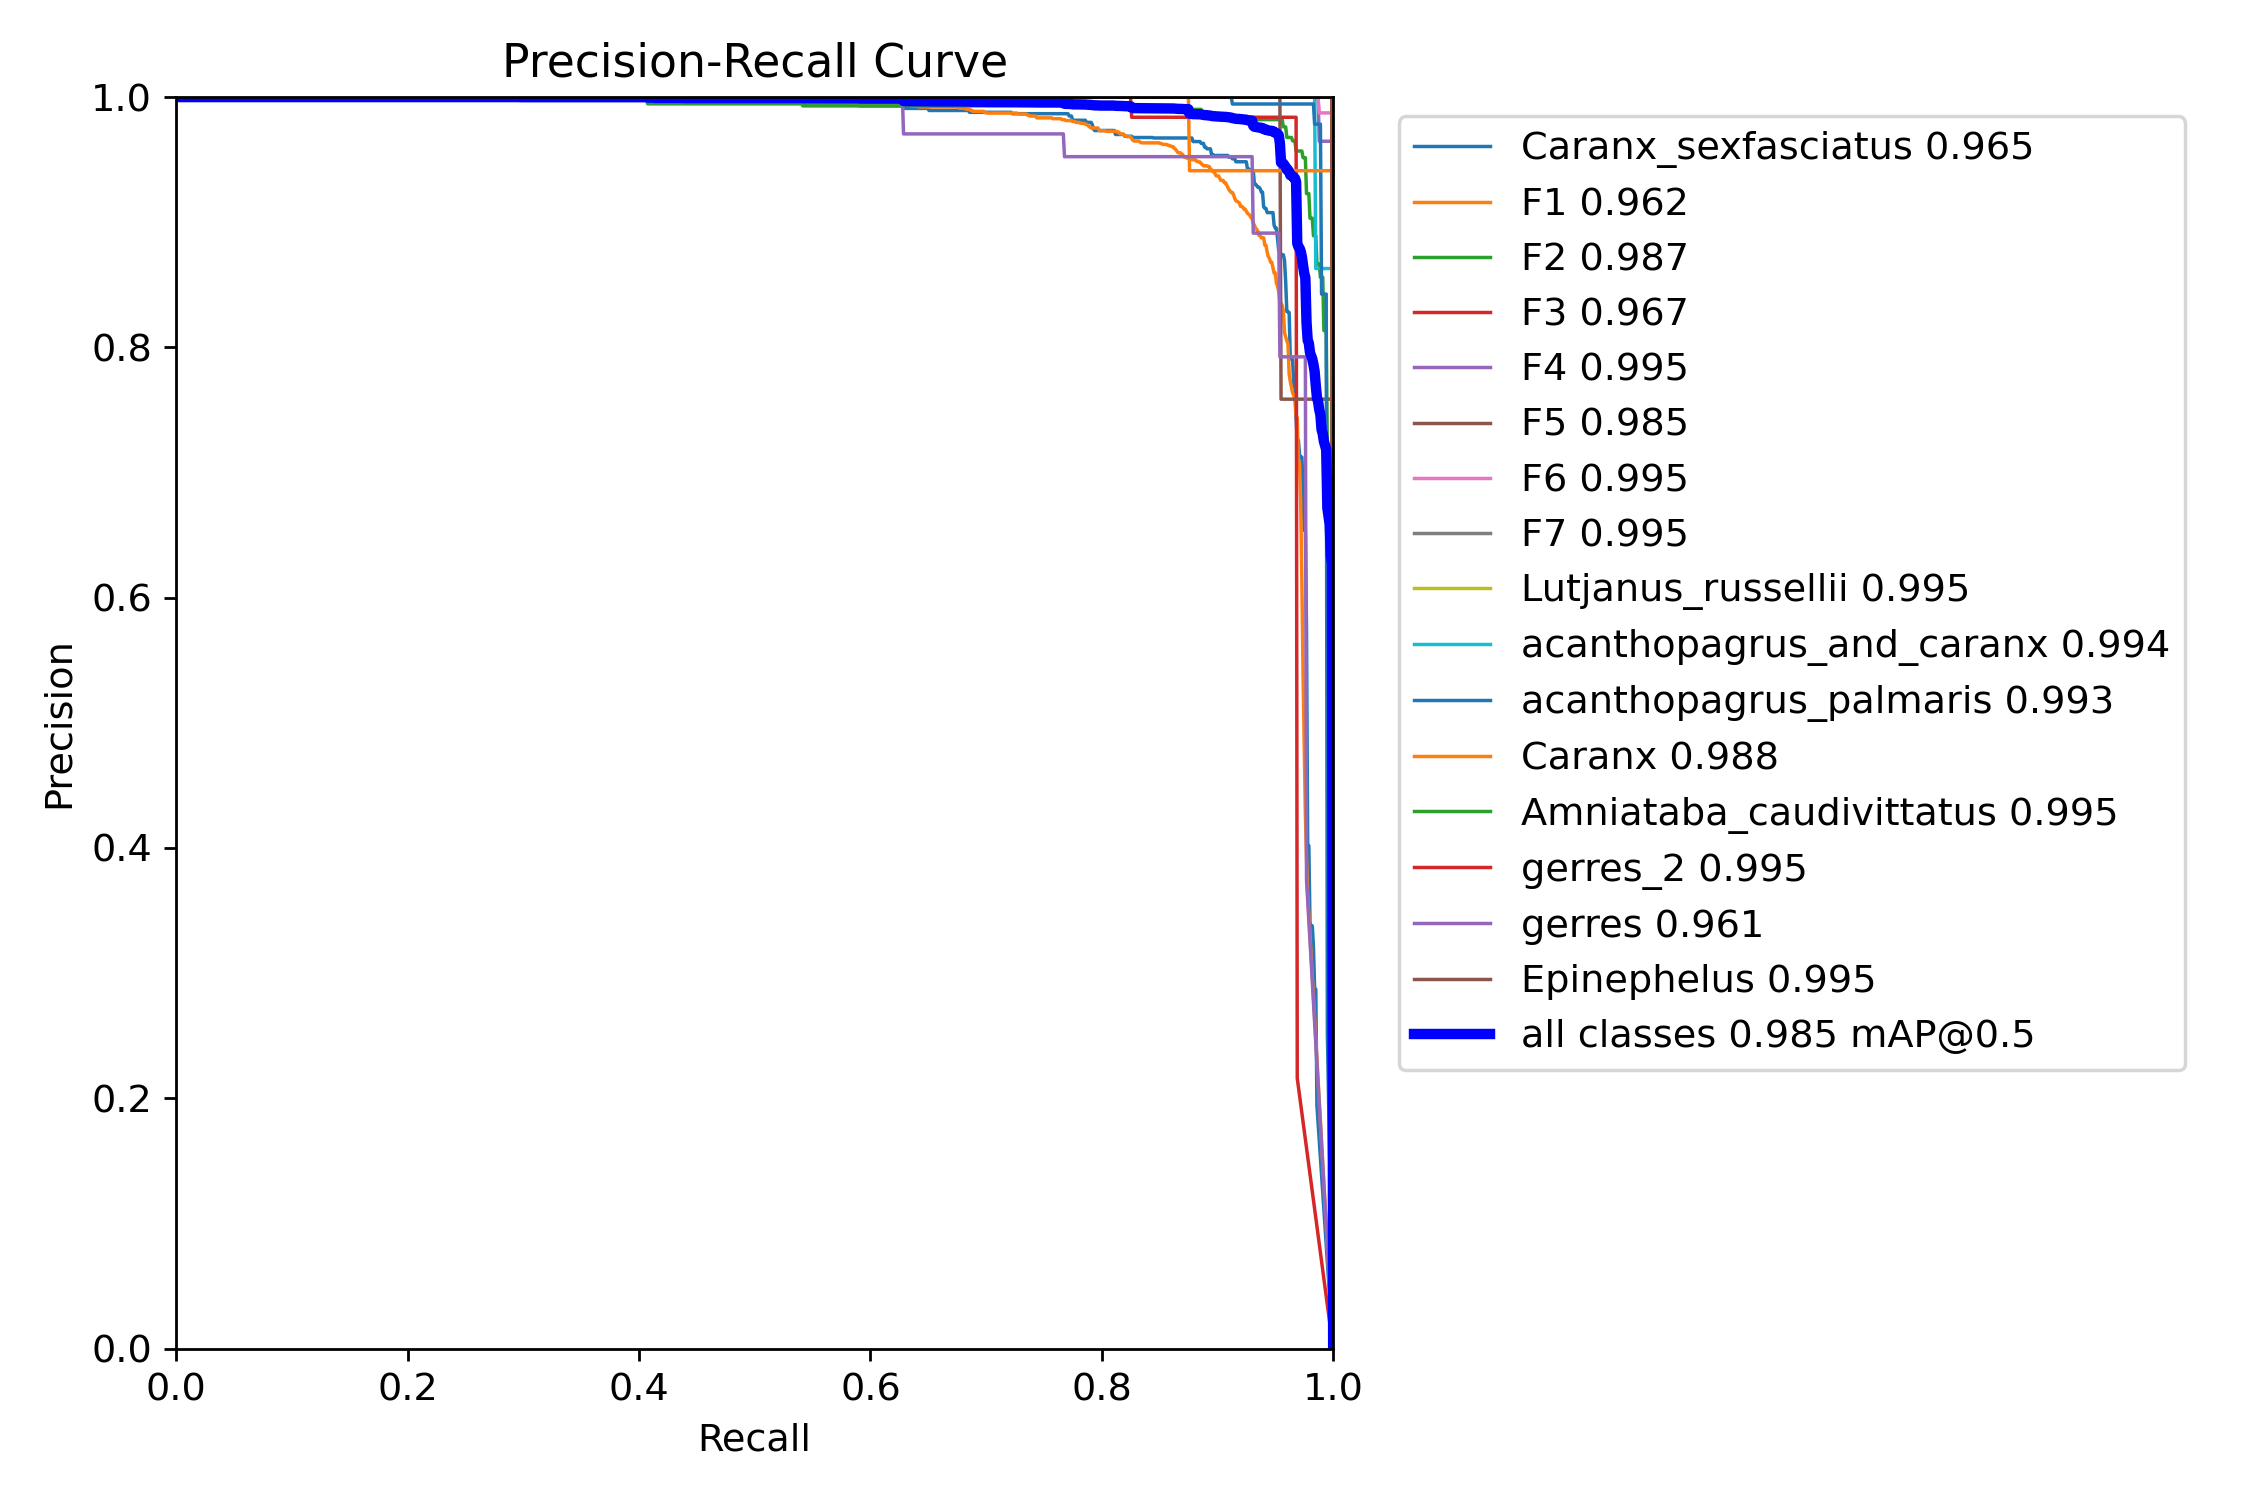 Precision-Recall Curve
1.0
0.8
0.6
0.4
0.2
0.0
Precision
0.0 0.2 0.4 0.6 0.8 1.0
Recall
Caranx_sexfasciatus 0.965
F1 0.962
F2 0.987
F3 0.967
F4 0.995
F5 0.985
F6 0.995
F7 0.995
Lutjanus_russellii 0.995
acanthopagrus_and_caranx 0.994
acanthopagrus_palmaris 0.993
Caranx 0.988
Amniataba_caudivittatus 0.995
gerres_2 0.995
gerres 0.961
Epinephelus 0.995
all classes 0.985 mAP@0.5